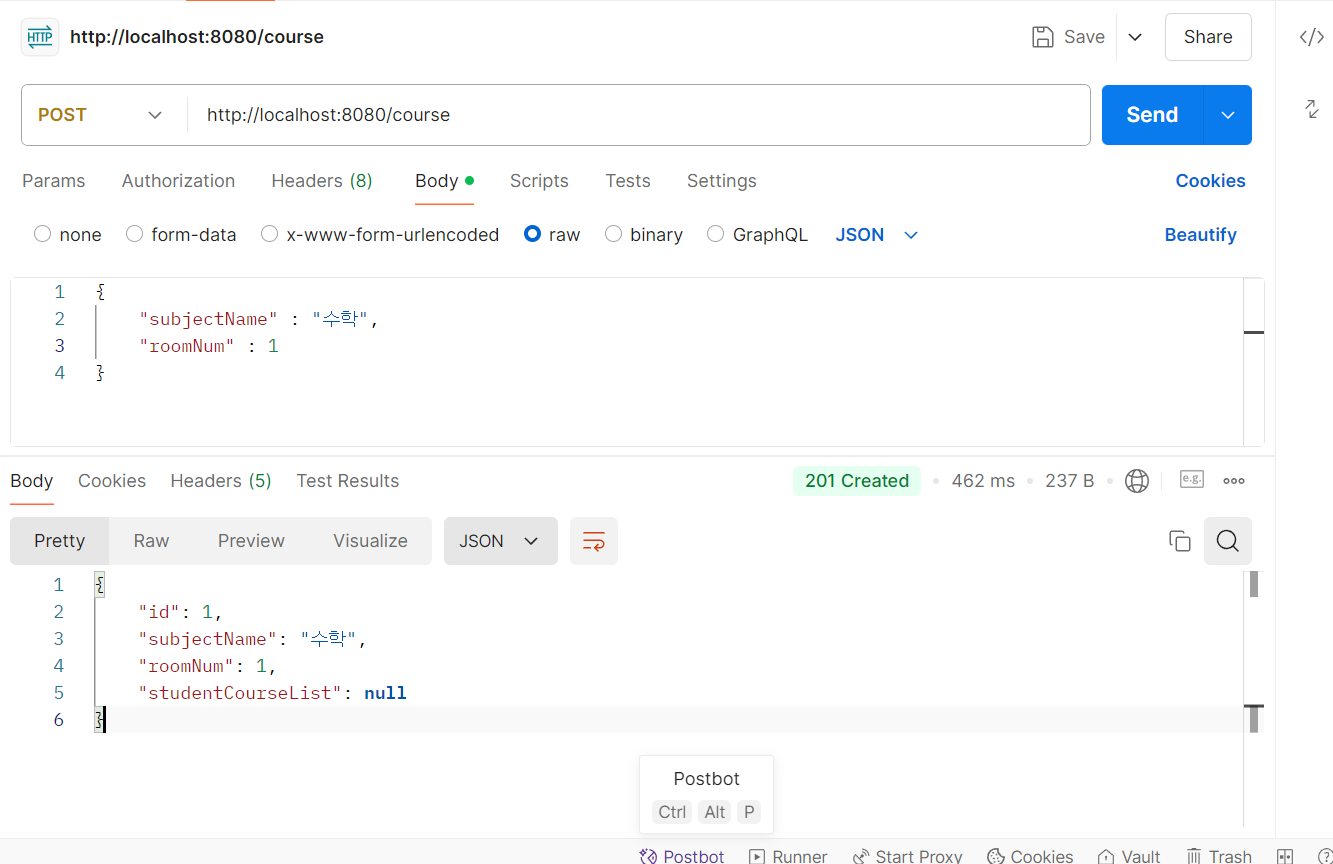 HTTP http://localhost:8080/course Save Share
POST http://localhost:8080/course Send
Params Authorization Headers (8) Body Scripts Tests Settings Cookies
none form-data x-www-form-urlencoded raw binary GraphQL JSON Beautify
1 {
2 "subjectName" : "수학",
3 "roomNum" : 1
4 }
Body Cookies Headers (5) Test Results 201 Created 462 ms 237 B e.g.
Pretty Raw Preview Visualize JSON
1 {
2 "id": 1,
3 "subjectName": "수학",
4 "roomNum": 1,
5 "studentCourseList": null
6 }
Postbot
Ctrl Alt P
Postbot Runner Start Proxy Cookies Vault Trash